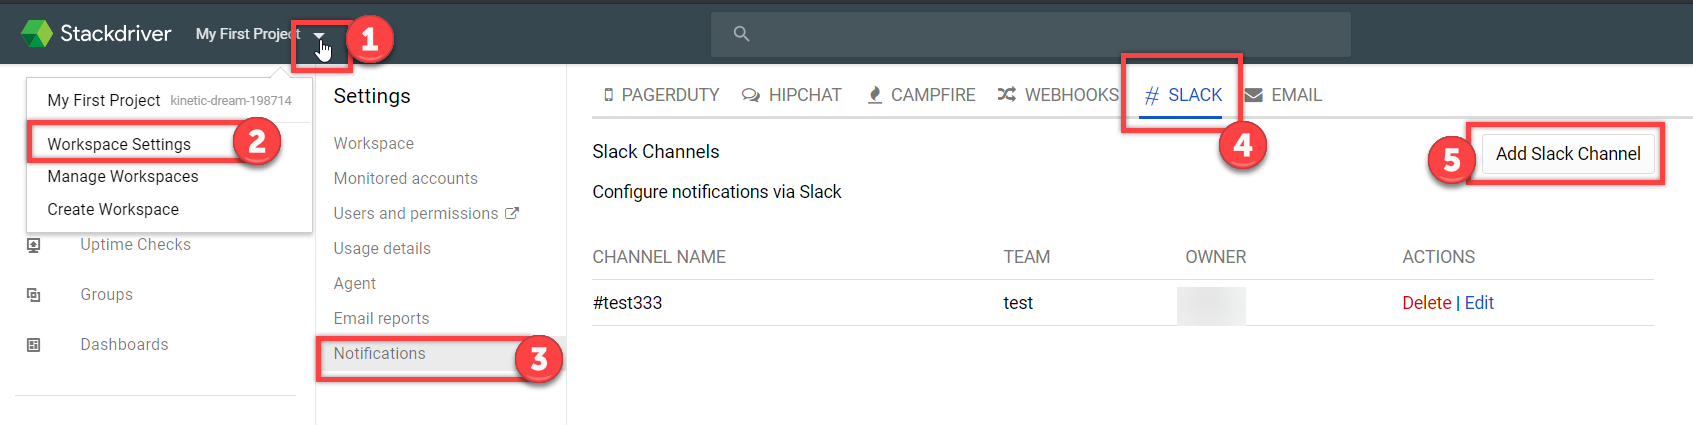 Stackdriver
My First Project
1
My First Project kinetic-dream-198714
Workspace Settings
2
Manage Workspaces
Create Workspace
Uptime Checks
Groups
Dashboards
Settings
Workspace
Monitored accounts
Users and permissions
Usage details
Agent
Email reports
Notifications
3
PAGERDUTY HIPCHAT CAMPFIRE WEBHOOKS # SLACK EMAIL
4
Slack Channels
5
Add Slack Channel
Configure notifications via Slack
CHANNEL NAME TEAM OWNER ACTIONS
#test333 test Delete | Edit